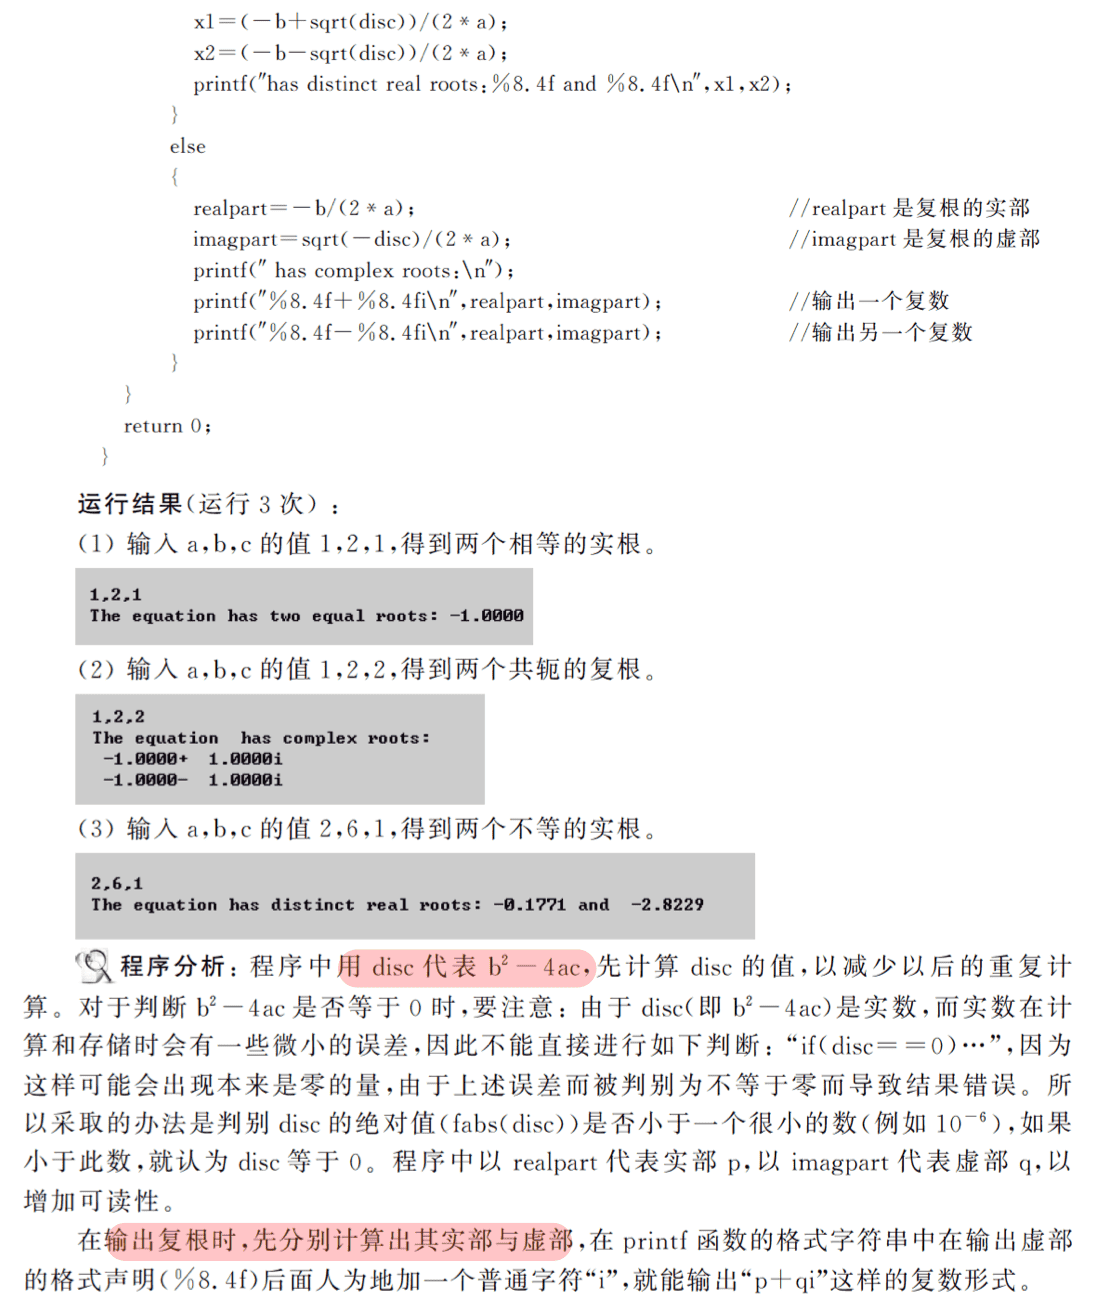 x1=(-b+sqrt(disc))/(2 * a);
x2=(-b-sqrt(disc))/(2 * a);
printf("has distinct real roots:%8.4f and %8.4f\n",x1,x2);
}
else
{
realpart=-b/(2 * a); //realpart 是复根的实部
imagpart=sqrt(-disc)/(2 * a); //imagpart 是复根的虚部
printf(" has complex roots:\n");
printf("%8.4f+%8.4fi\n",realpart,imagpart); //输出一个复数
printf("%8.4f-%8.4fi\n",realpart,imagpart); //输出另一个复数
}
}
return 0;
}
运行结果(运行 3 次):
(1) 输入 a,b,c 的值 1,2,1,得到两个相等的实根。
1,2,1
The equation has two equal roots: -1.0000
(2) 输入 a,b,c 的值 1,2,2,得到两个共轭的复根。
1,2,2
The equation  has complex roots:
-1.0000+  1.0000i
-1.0000-  1.0000i
(3) 输入 a,b,c 的值 2,6,1,得到两个不等的实根。
2,6,1
The equation has distinct real roots: -0.1771 and  -2.8229
程序分析:程序中用 disc 代表 b²-4ac,先计算 disc 的值,以减少以后的重复计
算。对于判断 b²-4ac 是否等于 0 时,要注意:由于 disc(即 b²-4ac)是实数,而实数在计
算和存储时会有一些微小的误差,因此不能直接进行如下判断:“if(disc==0)…”,因为
这样可能会出现本来是零的量,由于上述误差而被判别为不等于零而导致结果错误。所
以采取的办法是判别 disc 的绝对值(fabs(disc))是否小于一个很小的数(例如 10⁻⁶),如果
小于此数,就认为 disc 等于 0。程序中以 realpart 代表实部 p,以 imagpart 代表虚部 q,以
增加可读性。
在输出复根时,先分别计算出其实部与虚部,在 printf 函数的格式字符串中在输出虚部
的格式声明(%8.4f)后面人为地加一个普通字符“i”,就能输出“p+qi”这样的复数形式。